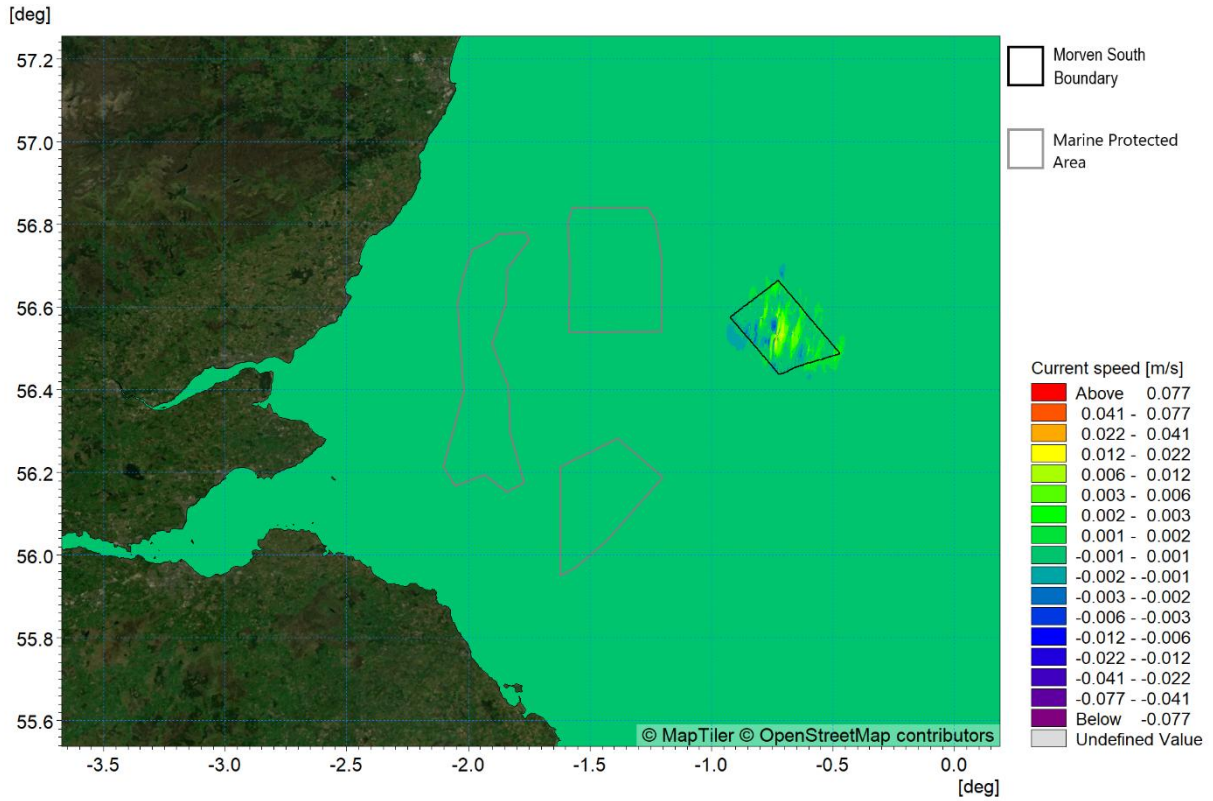 [deg]
57.2
57.0
56.8
56.6
56.4
56.2
56.0
55.8
55.6
-3.5
-3.0
-2.5
-2.0
-1.5
-1.0
-0.5
0.0
[deg]
© MapTiler © OpenStreetMap contributors
Morven South
Boundary
Marine Protected
Area
Current speed [m/s]
Above 0.077
0.041 - 0.077
0.022 - 0.041
0.012 - 0.022
0.006 - 0.012
0.003 - 0.006
0.002 - 0.003
0.001 - 0.002
-0.001 - 0.001
-0.002 - -0.001
-0.003 - -0.002
-0.006 - -0.003
-0.012 - -0.006
-0.022 - -0.012
-0.041 - -0.022
-0.077 - -0.041
Below -0.077
Undefined Value